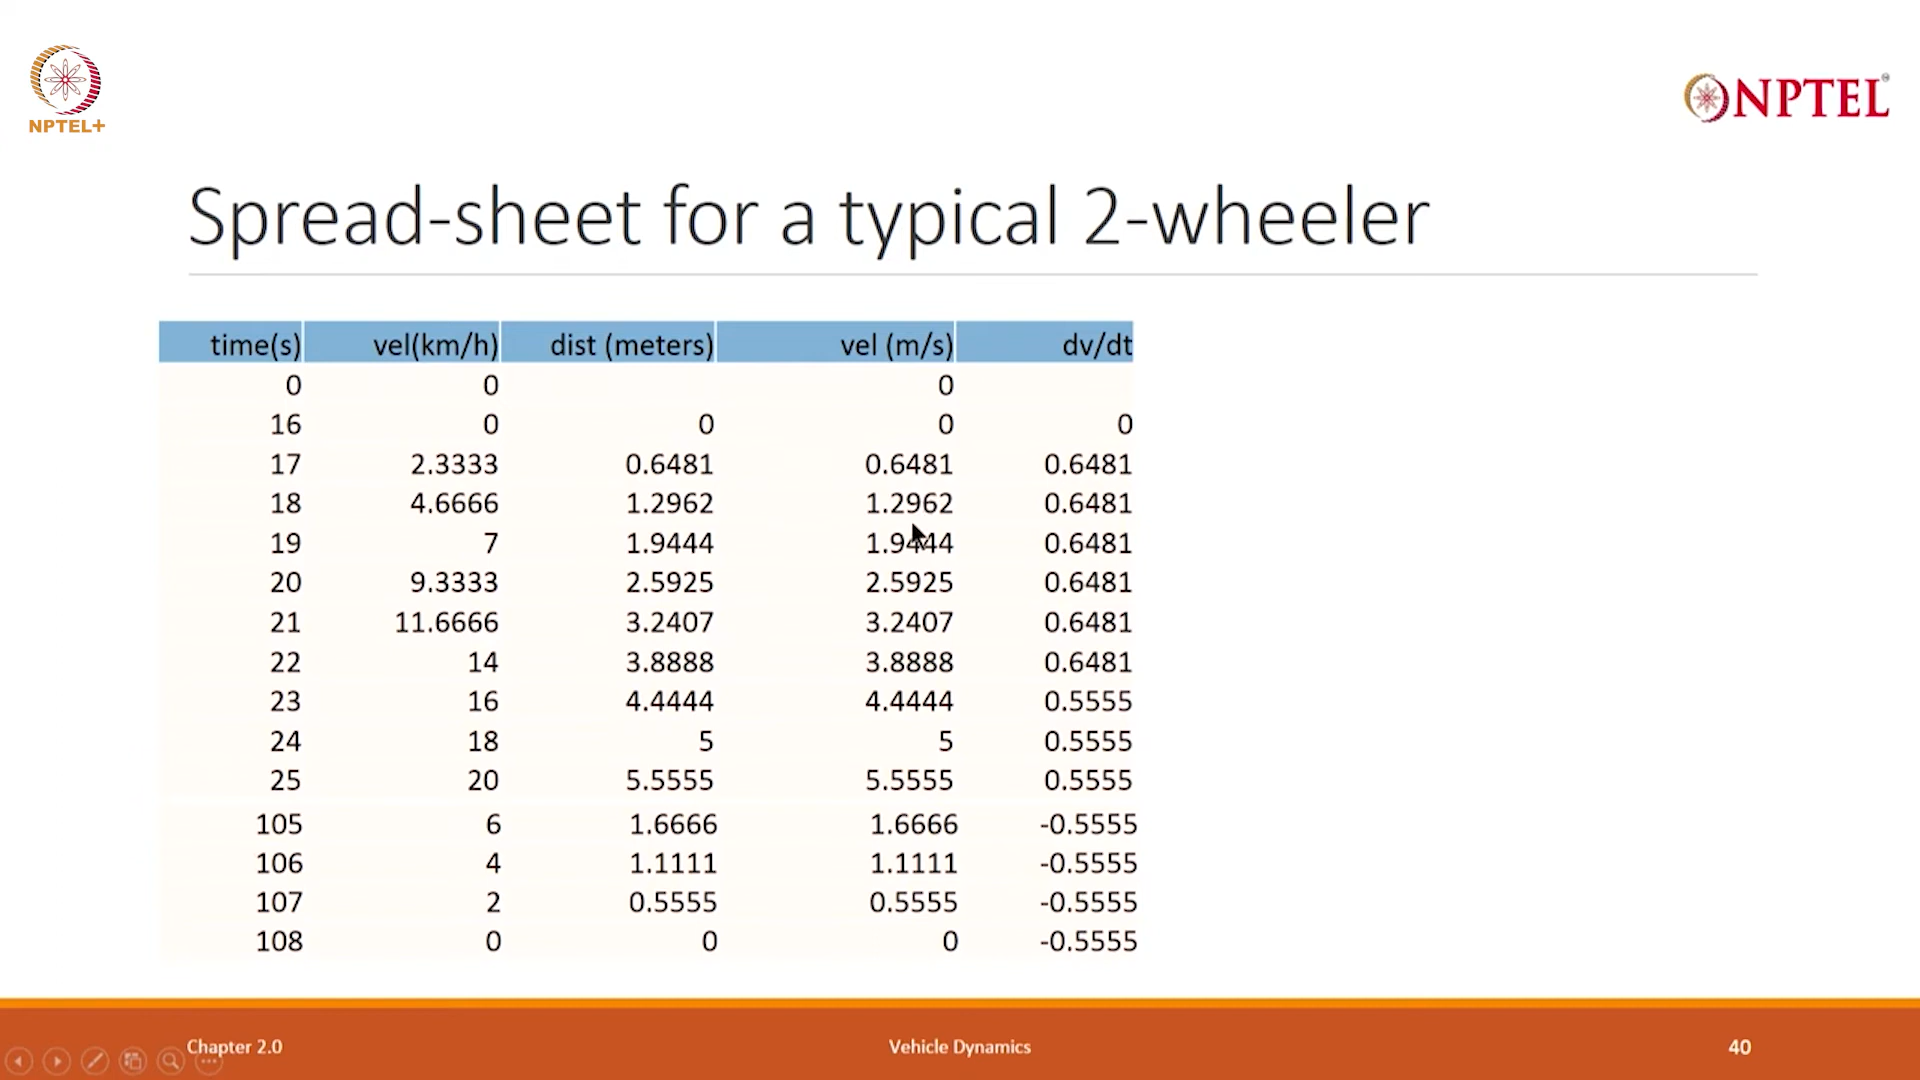 NPTEL+
NPTEL
Spread-sheet for a typical 2-wheeler
time(s) vel(km/h) dist (meters) vel (m/s) dv/dt
0 0 0
16 0 0 0 0
17 2.3333 0.6481 0.6481 0.6481
18 4.6666 1.2962 1.2962 0.6481
19 7 1.9444 1.9444 0.6481
20 9.3333 2.5925 2.5925 0.6481
21 11.6666 3.2407 3.2407 0.6481
22 14 3.8888 3.8888 0.6481
23 16 4.4444 4.4444 0.5555
24 18 5 5 0.5555
25 20 5.5555 5.5555 0.5555
105 6 1.6666 1.6666 -0.5555
106 4 1.1111 1.1111 -0.5555
107 2 0.5555 0.5555 -0.5555
108 0 0 0 -0.5555
Chapter 2.0 Vehicle Dynamics 40